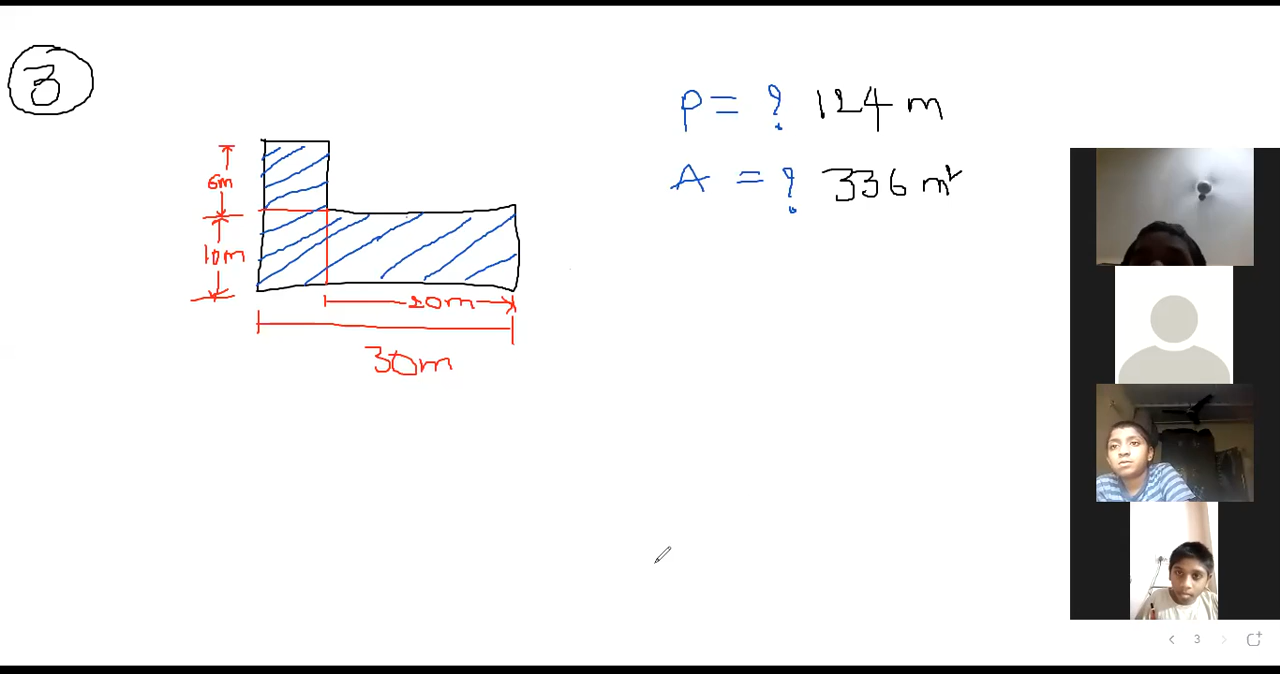 3
P = ? 124 m
A = ? 336 m²
6m
10m
20m
30m
3